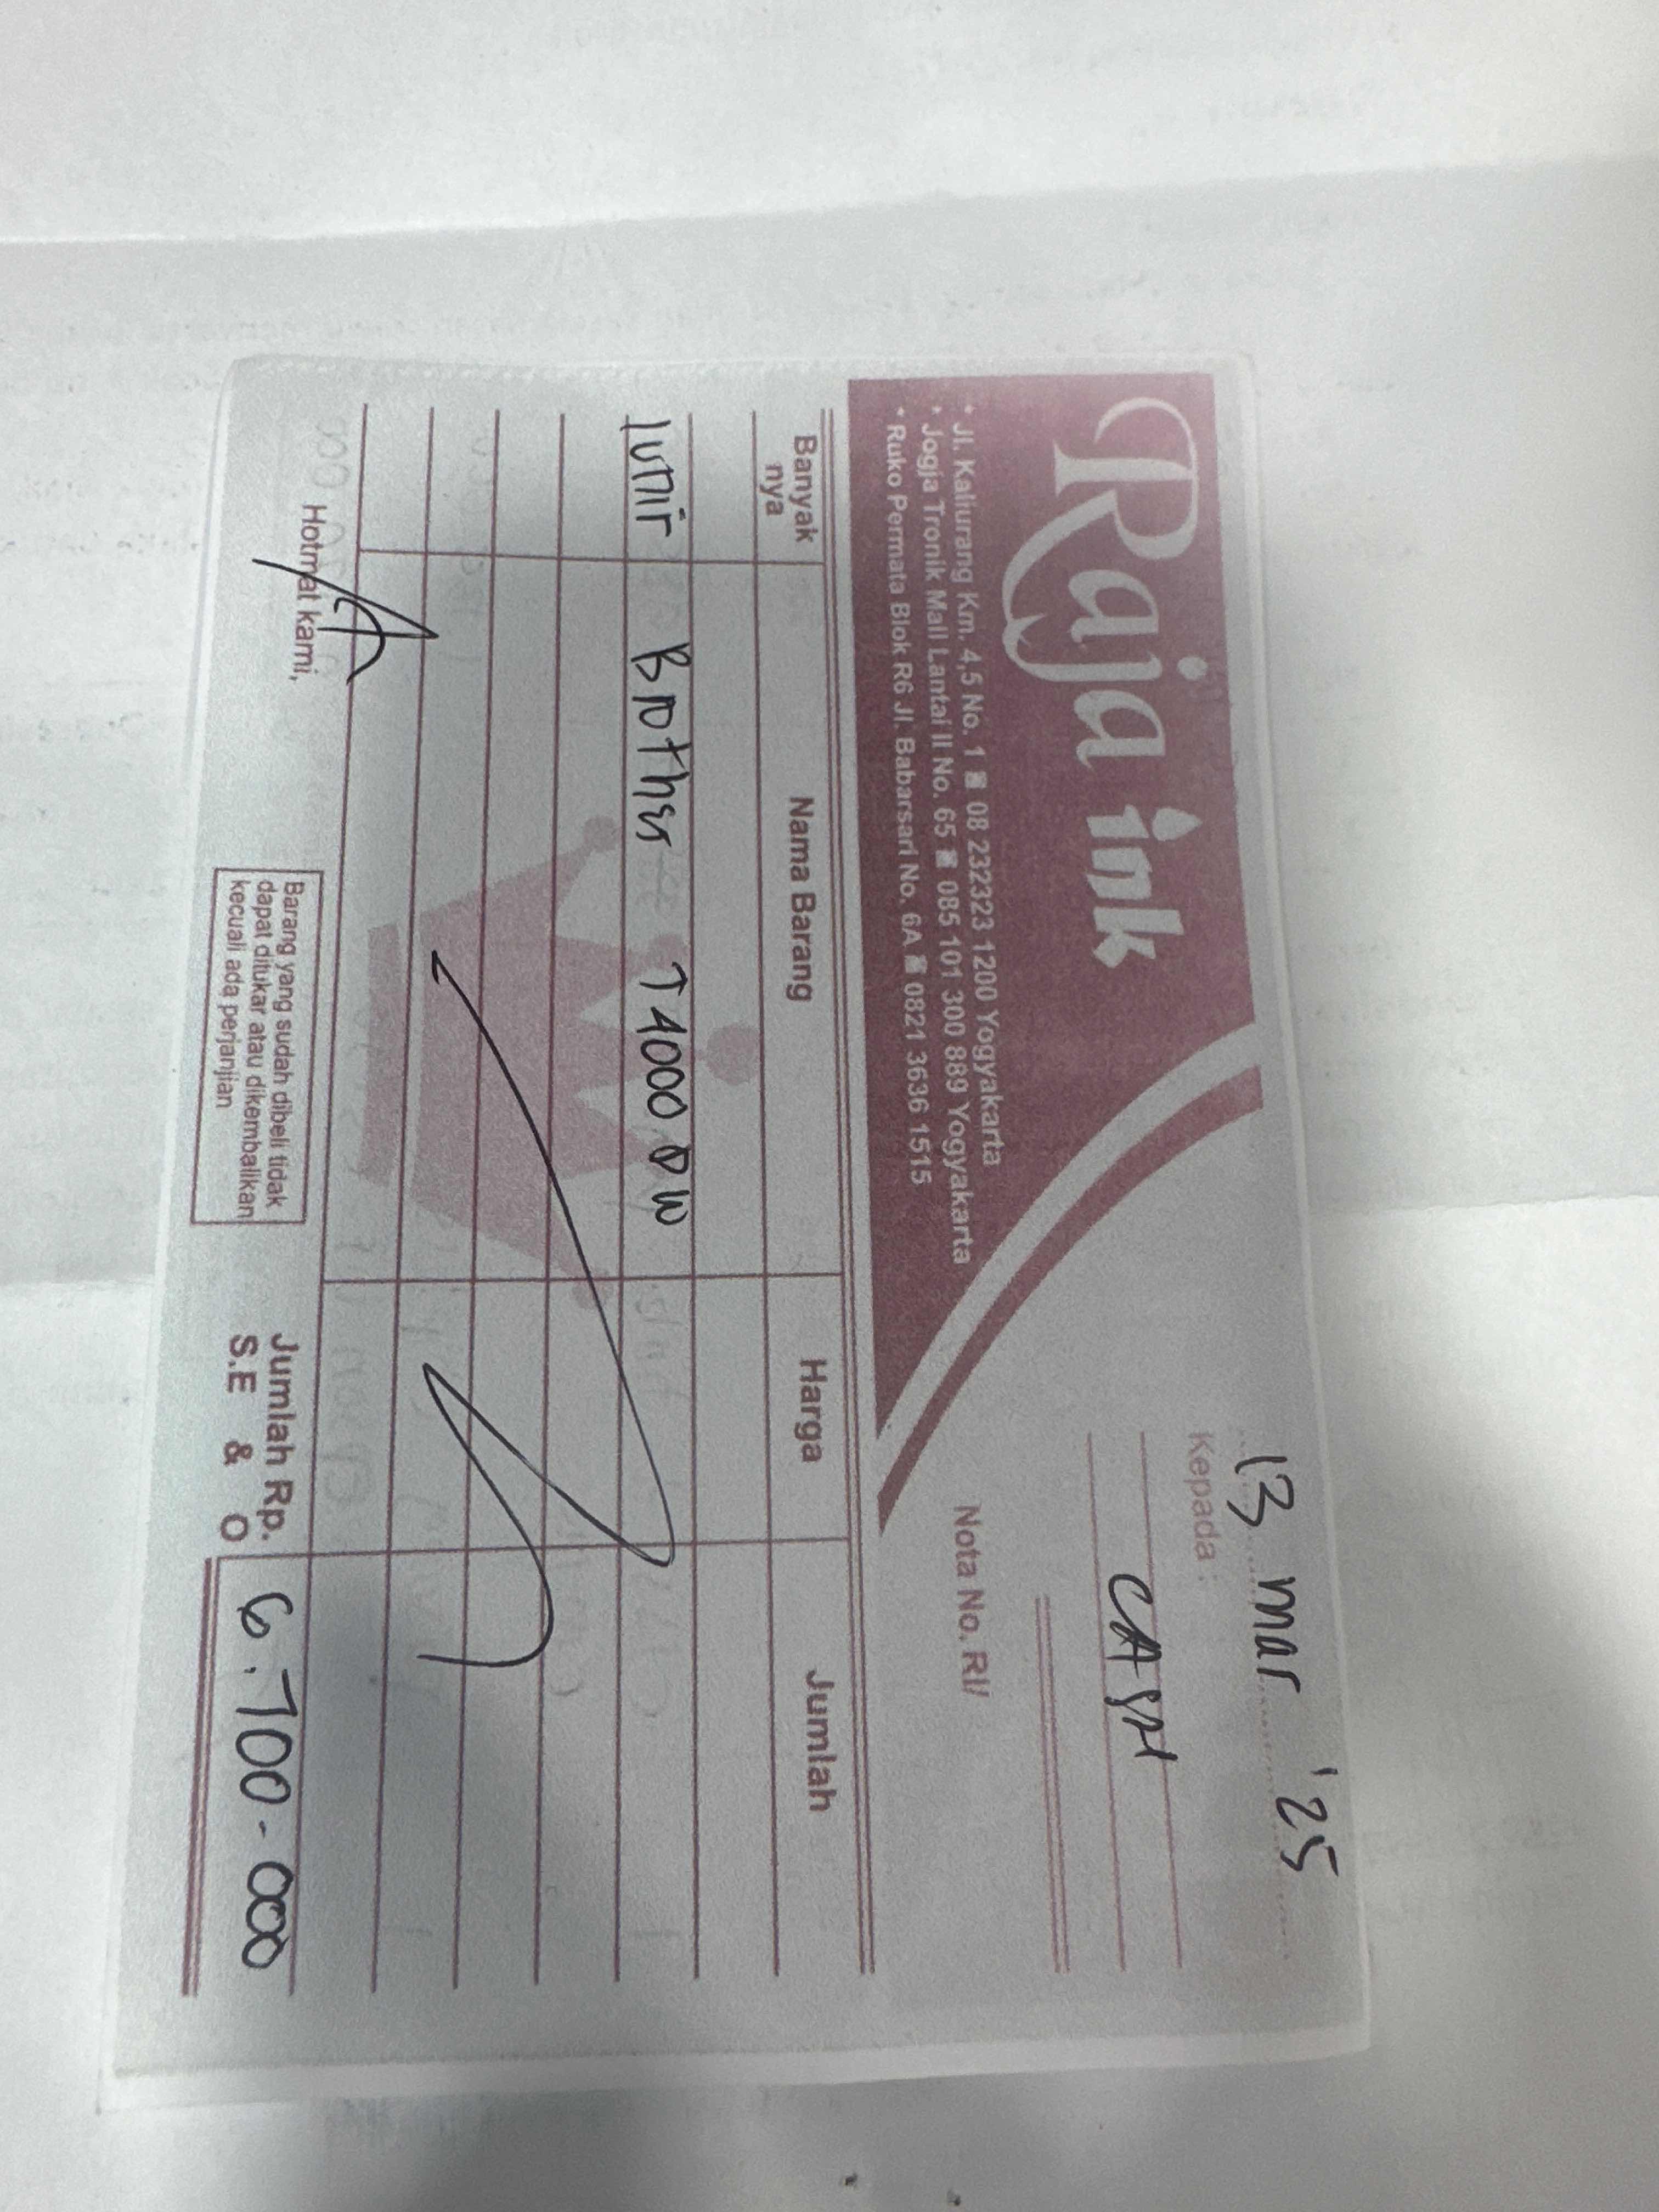 Raja ink
• Jl. Kaliurang Km. 4,5 No. 1 08 232323 1200 Yogyakarta
• Jogja Tronik Mall Lantai II No. 65 085 101 300 889 Yogyakarta
• Ruko Permata Blok R6 Jl. Babarsari No. 6A 0821 3636 1515
13 mar '25
Kepada :
CASH
Nota No. RI/
Banyak nya Nama Barang Harga Jumlah
1 unit Brother T4000 DW
Hotmat kami,
Barang yang sudah dibeli tidak
dapat ditukar atau dikembalikan
kecuali ada perjanjian
Jumlah Rp. 6.700-000
S.E & O